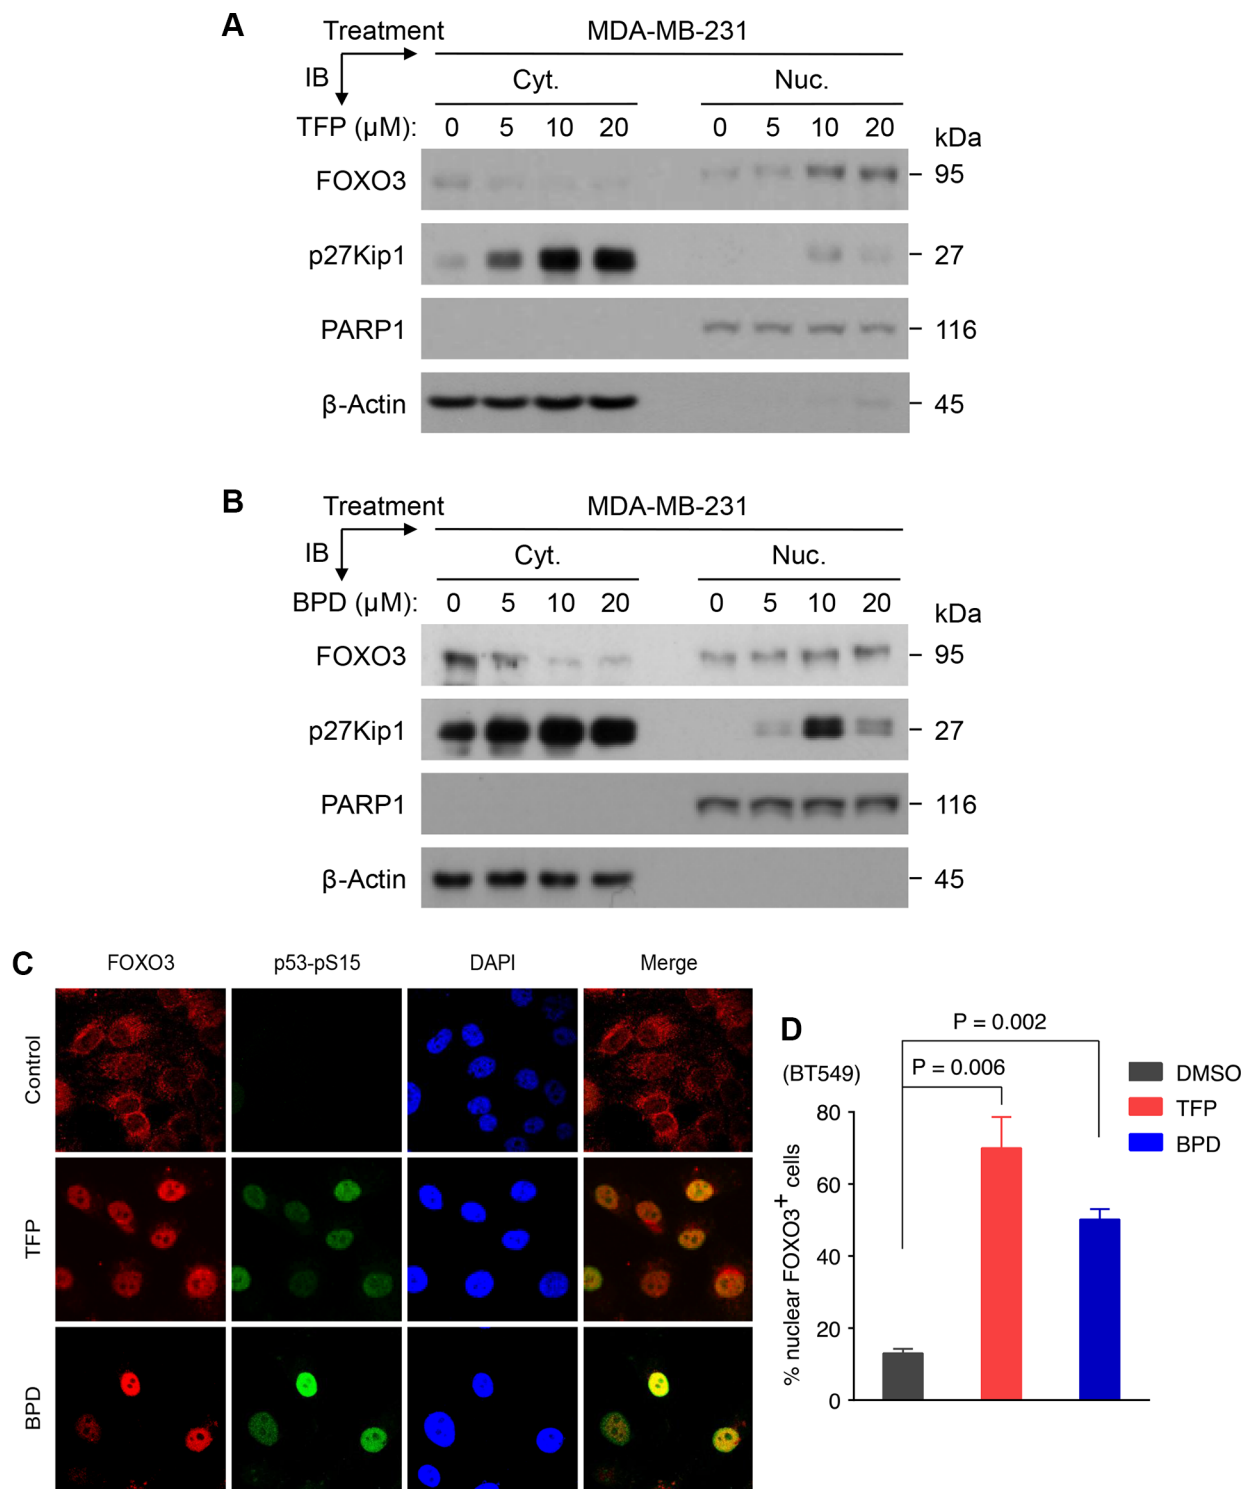 A
Treatment MDA-MB-231
IB Cyt. Nuc.
TFP (µM): 0 5 10 20 0 5 10 20 kDa
FOXO3 95
p27Kip1 27
PARP1 116
β-Actin 45
B
Treatment MDA-MB-231
IB Cyt. Nuc.
BPD (µM): 0 5 10 20 0 5 10 20 kDa
FOXO3 95
p27Kip1 27
PARP1 116
β-Actin 45
C
FOXO3 p53-pS15 DAPI Merge
Control
TFP
BPD
D
(BT549)
P = 0.002
P = 0.006
DMSO
TFP
BPD
% nuclear FOXO3+ cells
80
60
40
20
0